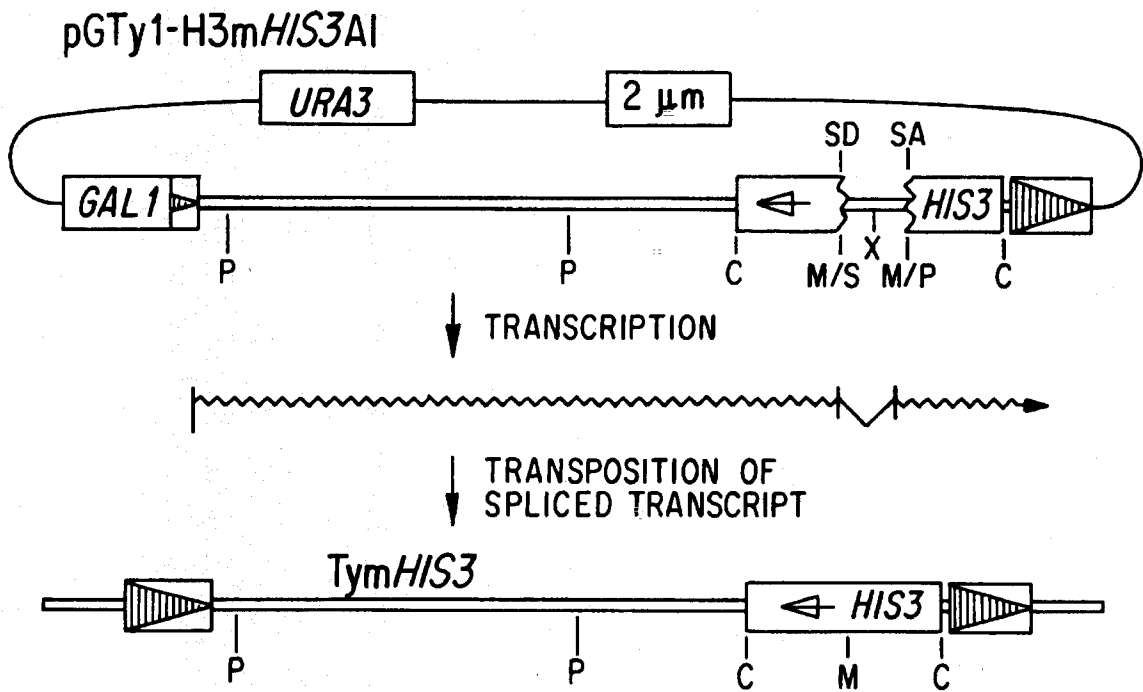 pGTy1-H3mHIS3AI
URA3
2 μm
SD
SA
GAL1
HIS3
P
P
C
M/S
X
M/P
C
TRANSCRIPTION
TRANSPOSITION OF
SPLICED TRANSCRIPT
TymHIS3
HIS3
P
P
C
M
C